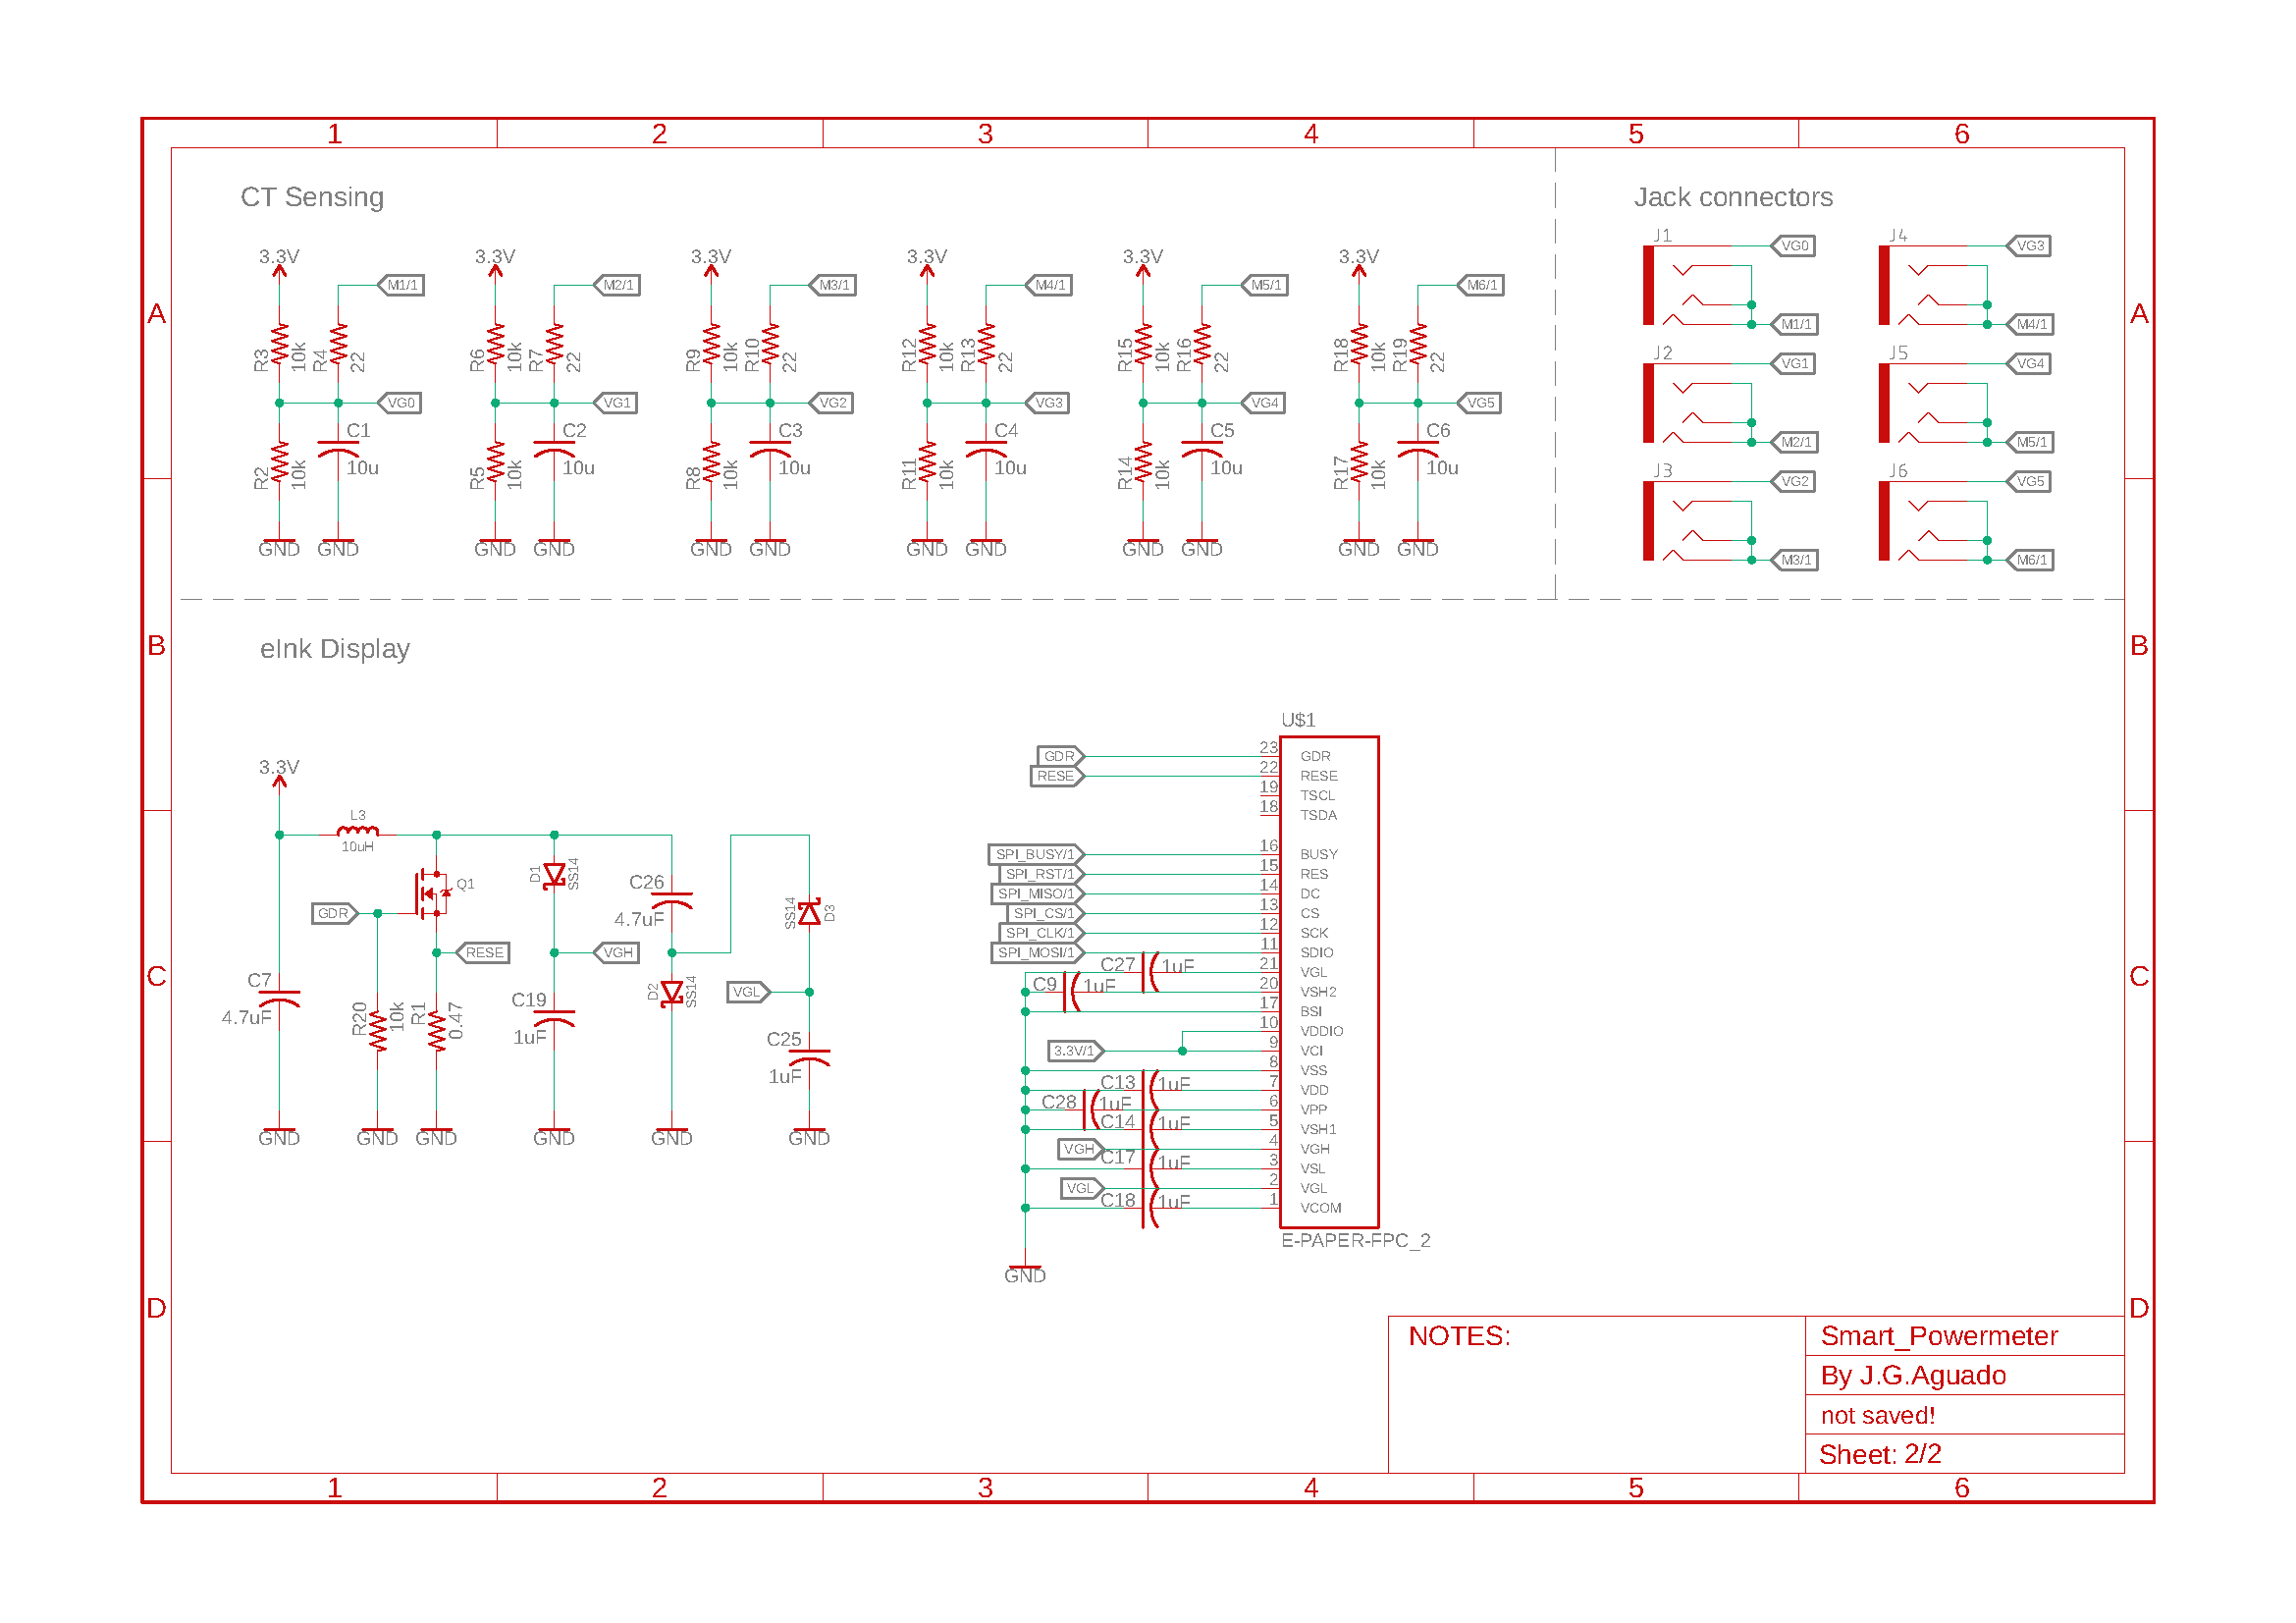 1 2 3 4 5 6
CT Sensing
Jack connectors
3.3V 3.3V 3.3V 3.3V 3.3V 3.3V
M1/1 M2/1 M3/1 M4/1 M5/1 M6/1
R3 10k R4 22 R6 10k R7 22 R9 10k R10 22 R12 10k R13 22 R15 10k R16 22 R18 10k R19 22
VG0 VG1 VG2 VG3 VG4 VG5
C1 C2 C3 C4 C5 C6
10u 10u 10u 10u 10u 10u
R2 10k R5 10k R8 10k R11 10k R14 10k R17 10k
GND GND GND GND GND GND GND GND GND GND GND GND
J1 VG0 J4 VG3
M1/1 M4/1
J2 VG1 J5 VG4
M2/1 M5/1
J3 VG2 J6 VG5
M3/1 M6/1
A A
B B
C C
D D
eInk Display
3.3V
L3
10uH
Q1
GDR
RESE
D1 SS14
VGH
C26
4.7uF
D2 SS14
SS14 D3
VGL
C7
4.7uF
R20 10k
R1 0.47
C19
1uF
C25
1uF
GND GND GND GND GND GND
U$1
GDR 23 GDR
RESE 22 RESE
19 TSCL
18 TSDA
SPI_BUSY/1 16 BUSY
SPI_RST/1 15 RES
SPI_MISO/1 14 DC
SPI_CS/1 13 CS
SPI_CLK/1 12 SCK
SPI_MOSI/1 11 SDIO
C27 1uF 21 VGL
C9 1uF 20 VSH2
17 BSI
10 VDDIO
3.3V/1 9 VCI
8 VSS
C13 1uF 7 VDD
C28 1uF 6 VPP
C14 1uF 5 VSH1
VGH 4 VGH
C17 1uF 3 VSL
VGL 2 VGL
C18 1uF 1 VCOM
E-PAPER-FPC_2
GND
NOTES:
Smart_Powermeter
By J.G.Aguado
not saved!
Sheet: 2/2
1 2 3 4 5 6